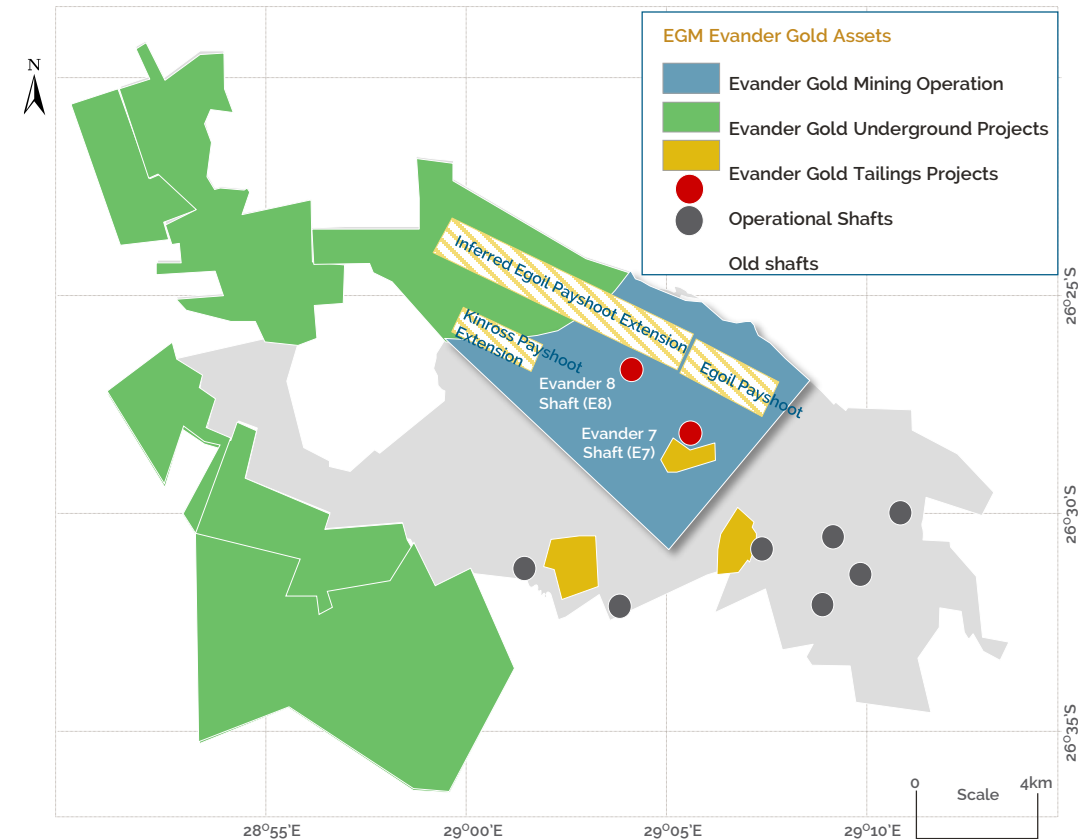 N
EGM Evander Gold Assets
Evander Gold Mining Operation
Evander Gold Underground Projects
Evander Gold Tailings Projects
Operational Shafts
Old shafts
Inferred Egoil Payshoot Extension
Kinross Payshoot
Extension
Egoil Payshoot
Evander 8
Shaft (E8)
Evander 7
Shaft (E7)
26°25'S
26°30'S
26°35'S
0
4km
Scale
28°55'E
29°00'E
29°05'E
29°10'E